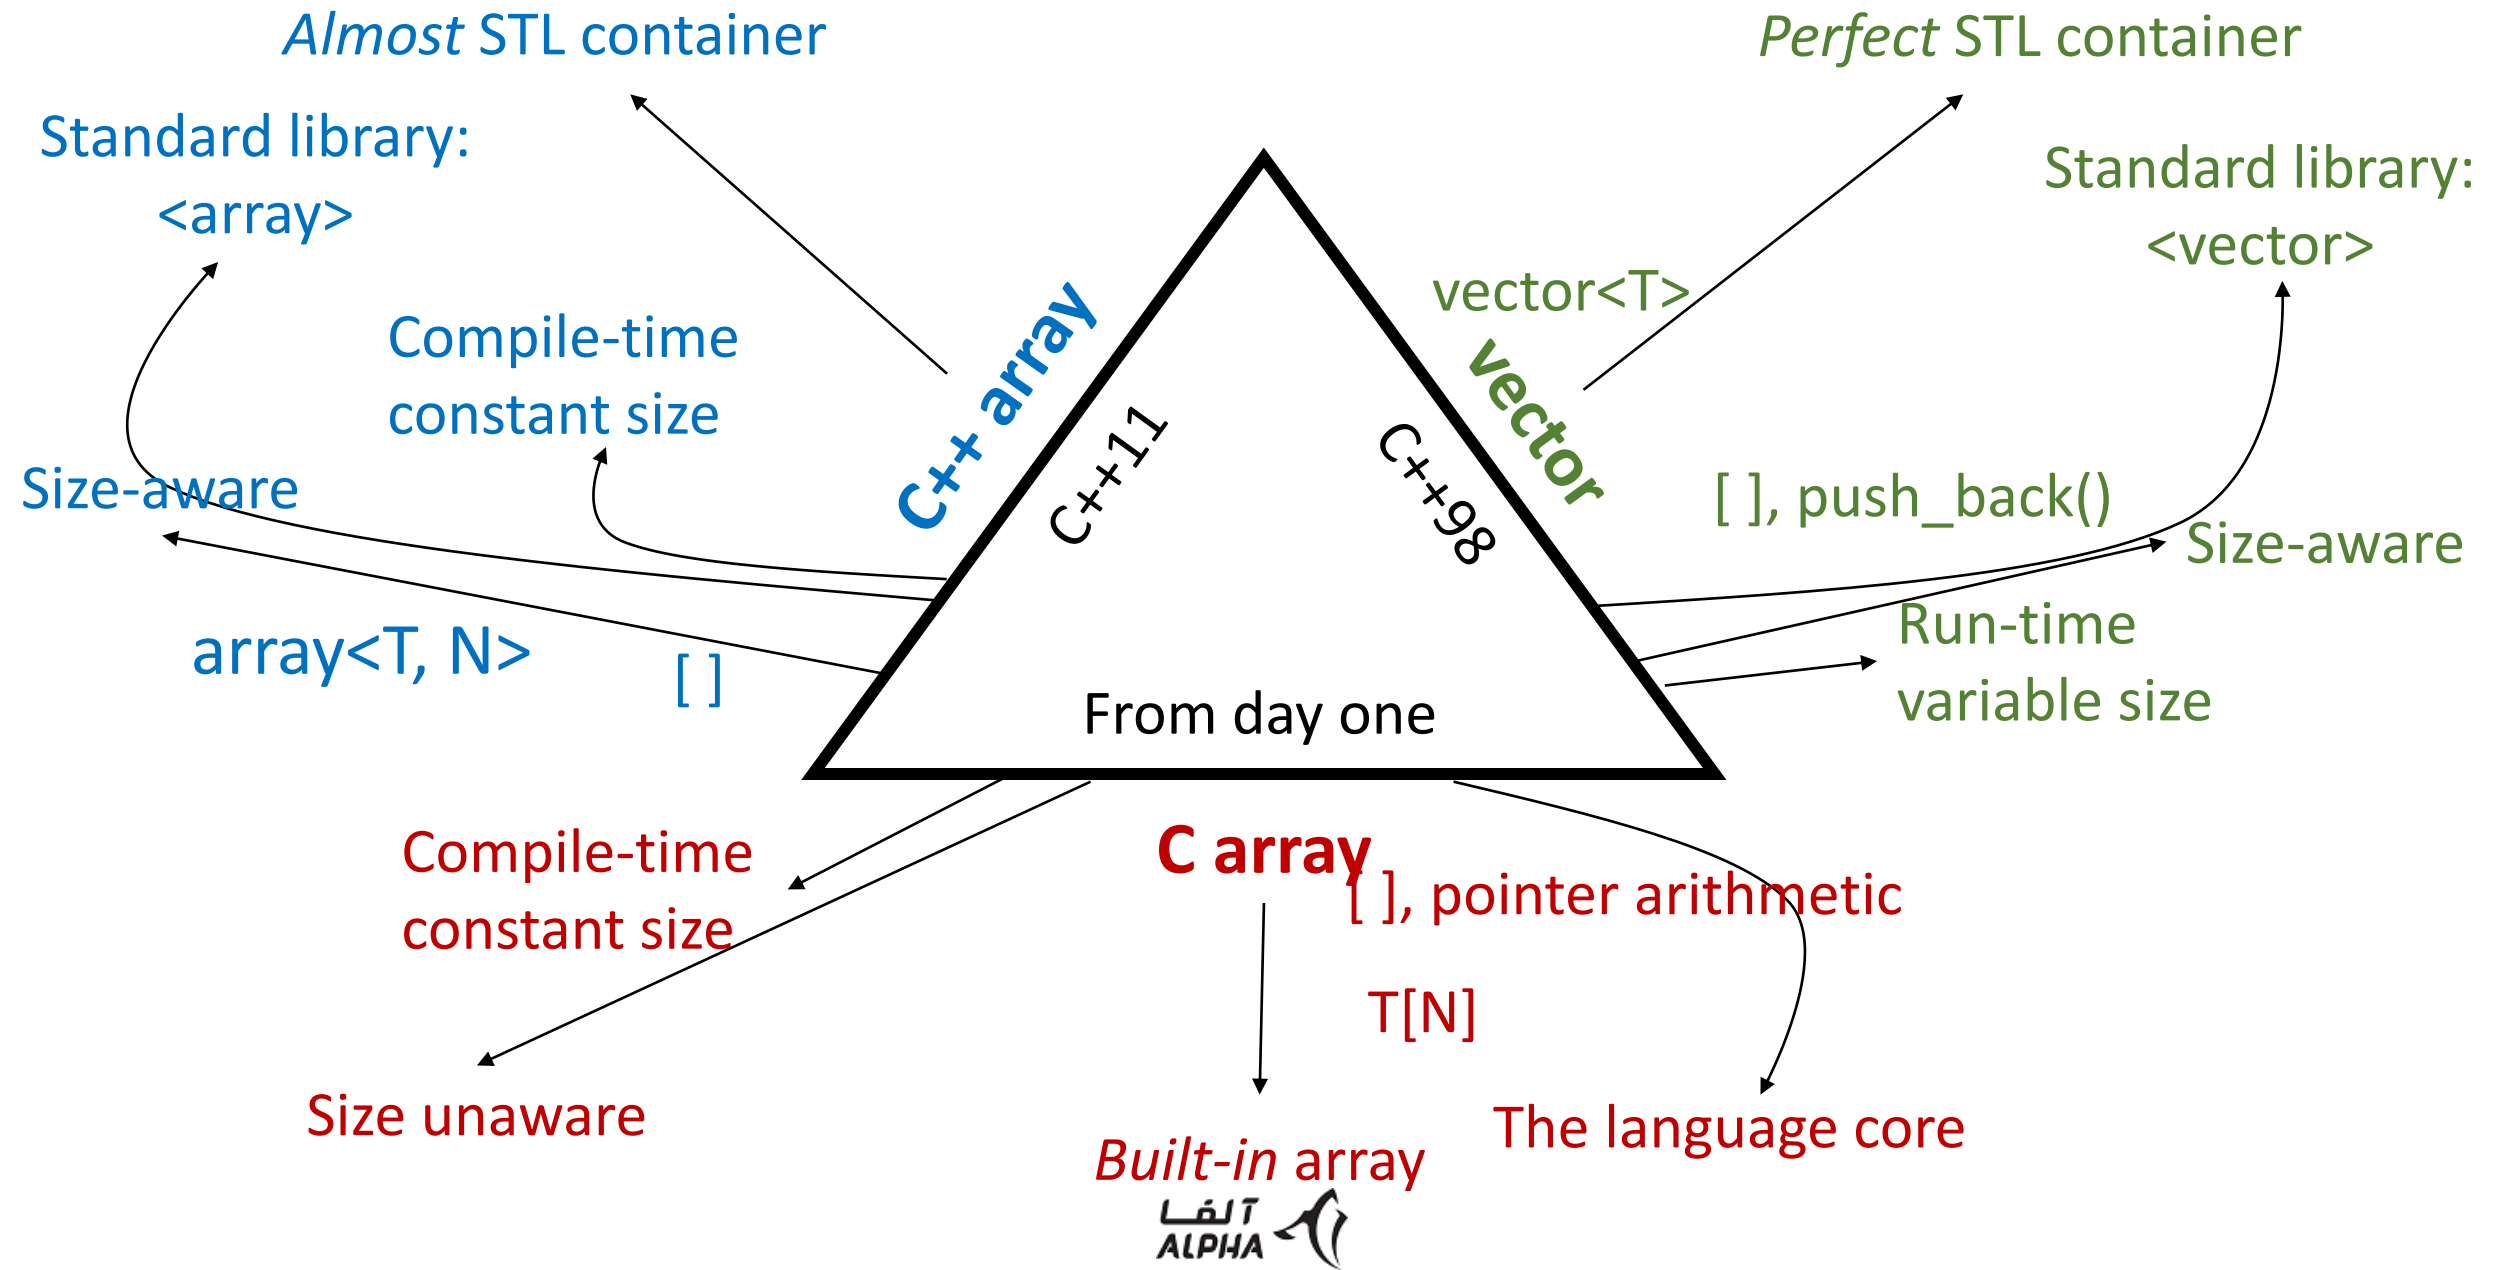 Almost STL container
Perfect STL container
Standard library:
<array>
Standard library:
<vector>
Compile-time
constant size
C++ array
C++11
vector<T>
vector
C++98
[ ], push_back()
Size-aware
Size-aware
array<T, N>
[ ]
Run-time
variable size
From day one
C array
Compile-time
constant size
[ ], pointer arithmetic
T[N]
Size unaware
Built-in array
The language core
آلفا
ALPHA